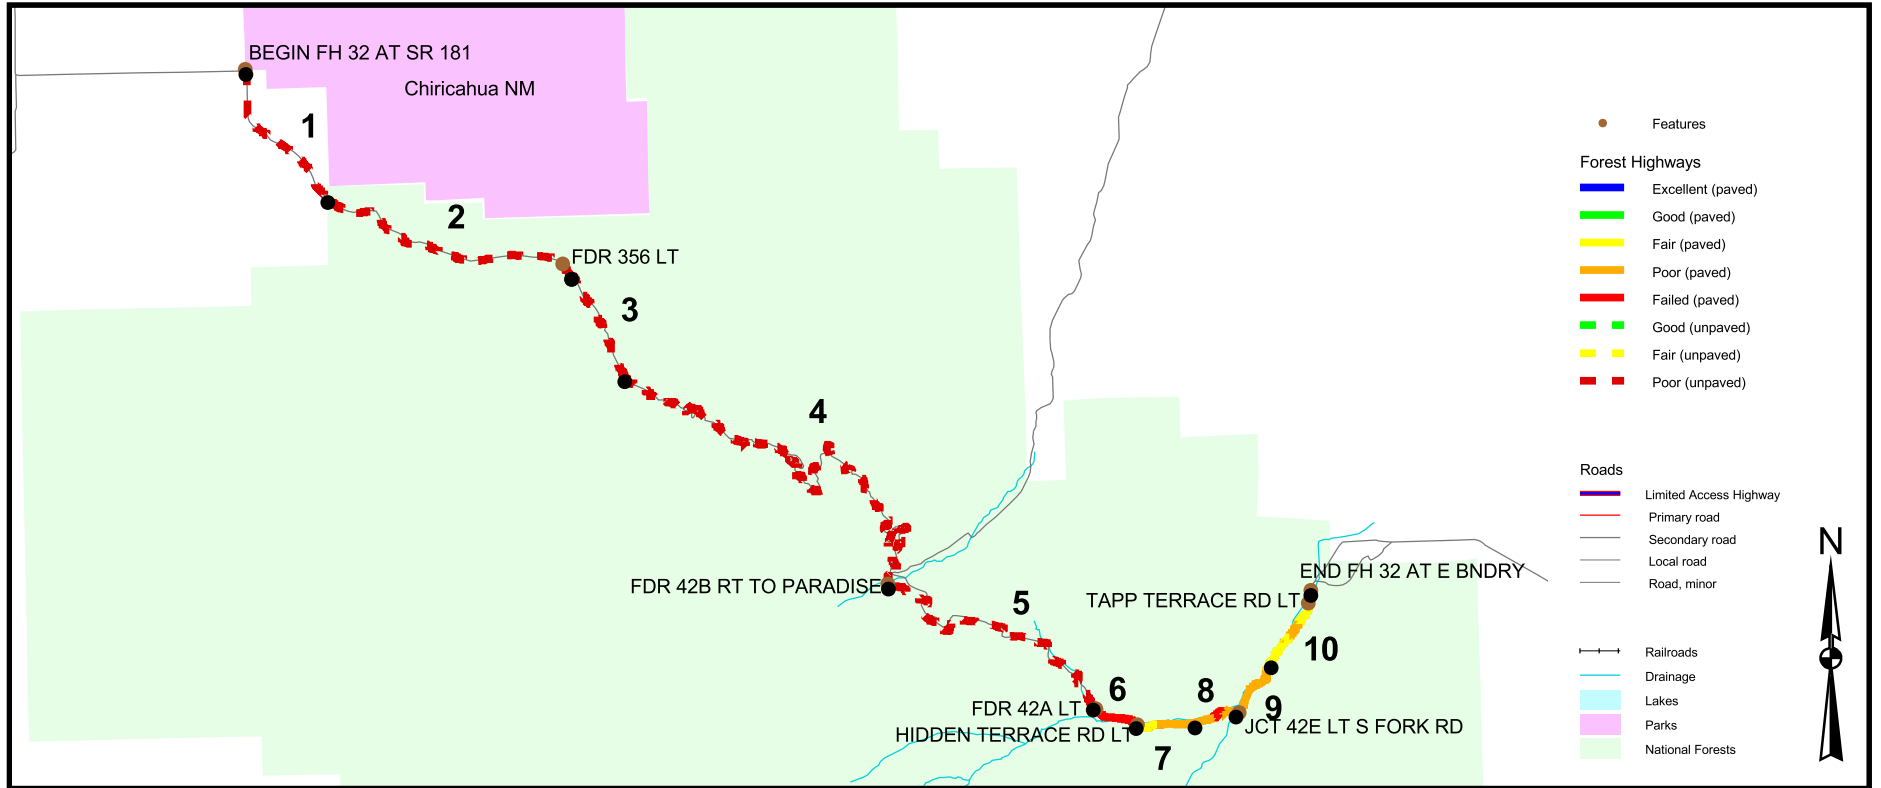 BEGIN FH 32 AT SR 181
Chiricahua NM
1
2
FDR 356 LT
3
4
FDR 42B RT TO PARADISE
5
END FH 32 AT E BNDRY
TAPP TERRACE RD LT
10
6
8
FDR 42A LT
9
HIDDEN TERRACE RD LT
JCT 42E LT S FORK RD
7
Features
Forest Highways
Excellent (paved)
Good (paved)
Fair (paved)
Poor (paved)
Failed (paved)
Good (unpaved)
Fair (unpaved)
Poor (unpaved)
Roads
Limited Access Highway
Primary road
Secondary road
Local road
Road, minor
Railroads
Drainage
Lakes
Parks
National Forests
N